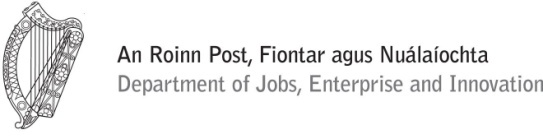 An Roinn Post, Fiontar agus Nuálaíochta
Department of Jobs, Enterprise and Innovation